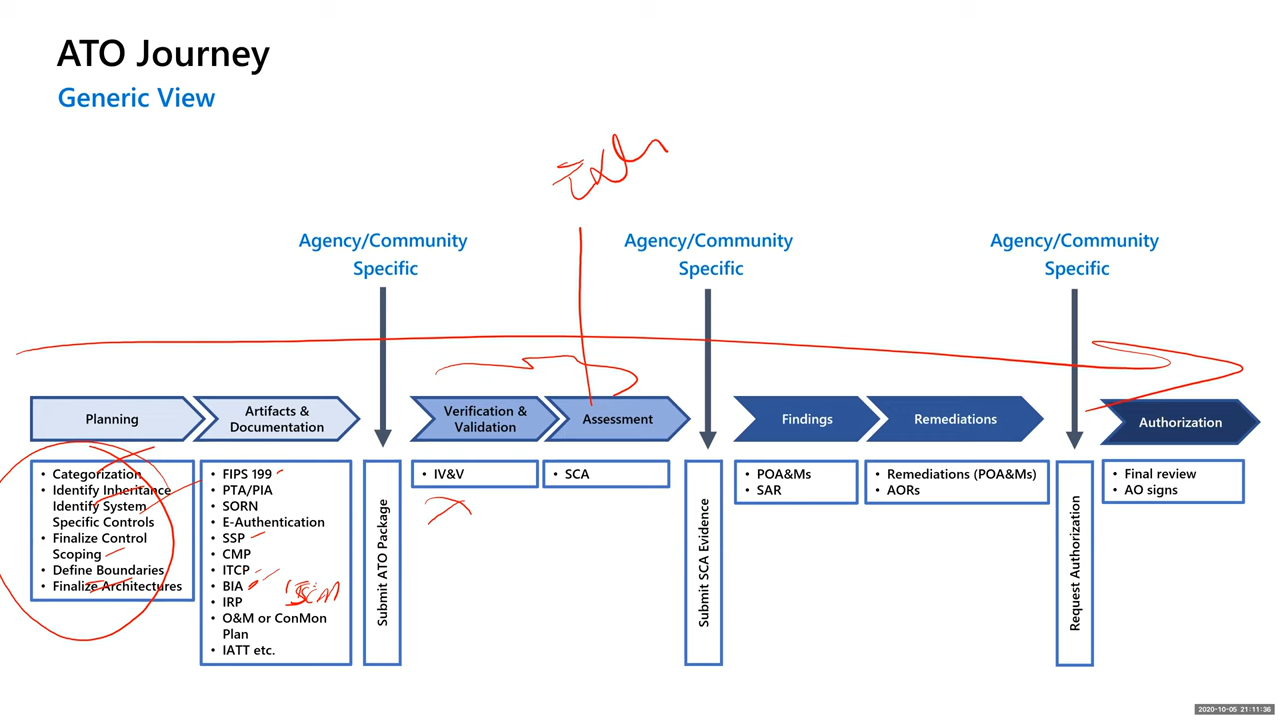 ATO Journey
Generic View
Agency/Community
Specific
Agency/Community
Specific
Agency/Community
Specific
Planning
Artifacts &
Documentation
Verification &
Validation
Assessment
Findings
Remediations
Authorization
• Categorization
• Identify Inheritance
Identify System
Specific Controls
• Finalize Control
Scoping
• Define Boundaries
• Finalize Architectures
• FIPS 199
• PTA/PIA
• SORN
• E-Authentication
• SSP
• CMP
• ITCP
• BIA
• IRP
• O&M or ConMon
Plan
• IATT etc.
Submit ATO Package
• IV&V
• SCA
Submit SCA Evidence
• POA&Ms
• SAR
• Remediations (POA&Ms)
• AORs
Request Authorization
• Final review
• AO signs
2020-10-05 21:11:36